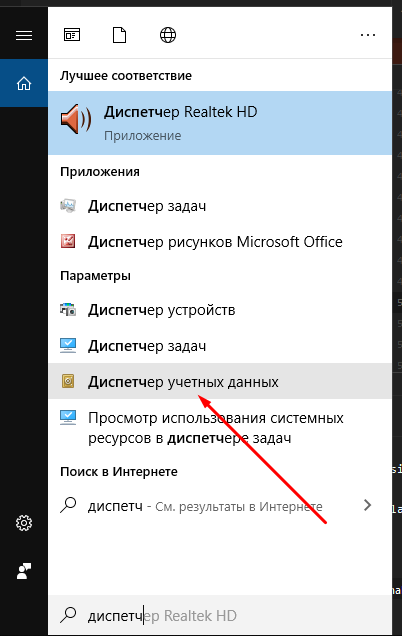 Лучшее соответствие
Диспетчер Realtek HD
Приложение
Приложения
Диспетчер задач
Диспетчер рисунков Microsoft Office
Параметры
Диспетчер устройств
Диспетчер задач
Диспетчер учетных данных
Просмотр использования системных
ресурсов в диспетчере задач
Поиск в Интернете
диспетч - См. результаты в Интернете
диспетчер Realtek HD